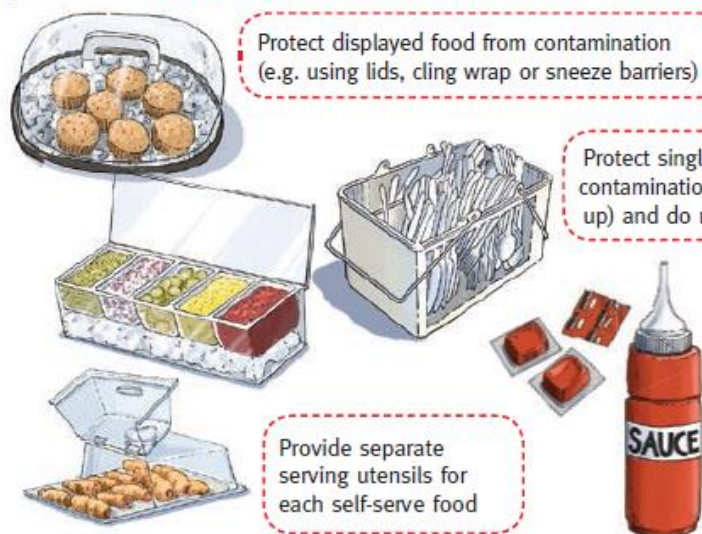 Protect displayed food from contamination
(e.g. using lids, cling wrap or sneeze barriers)
Protect singl
contaminatio
up) and do
SAUCE
Provide separate
serving utensils for
each self-serve food